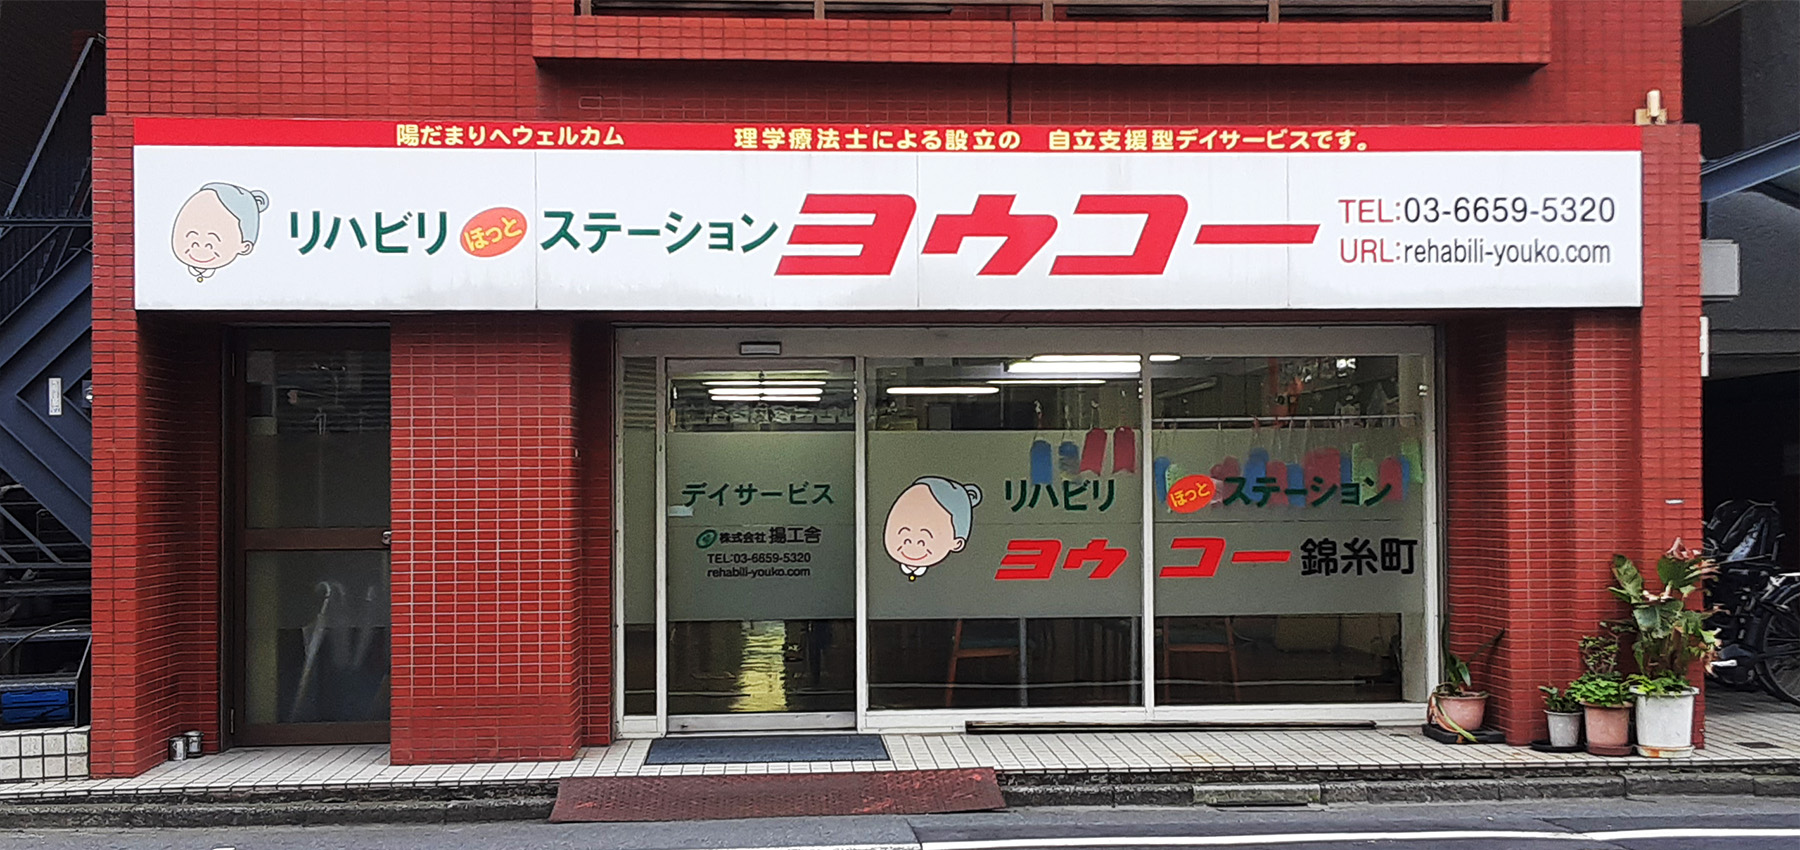 陽だまりへウェルカム 理学療法士による設立の 自立支援型デイサービスです。
リハビリ ほっと ステーション ヨウコー
TEL:03-6659-5320
URL:rehabili-youko.com
デイサービス
株式会社 揚工舎
TEL:03-6659-5320
rehabili-youko.com
リハビリ ほっと ステーション
ヨウコー 錦糸町